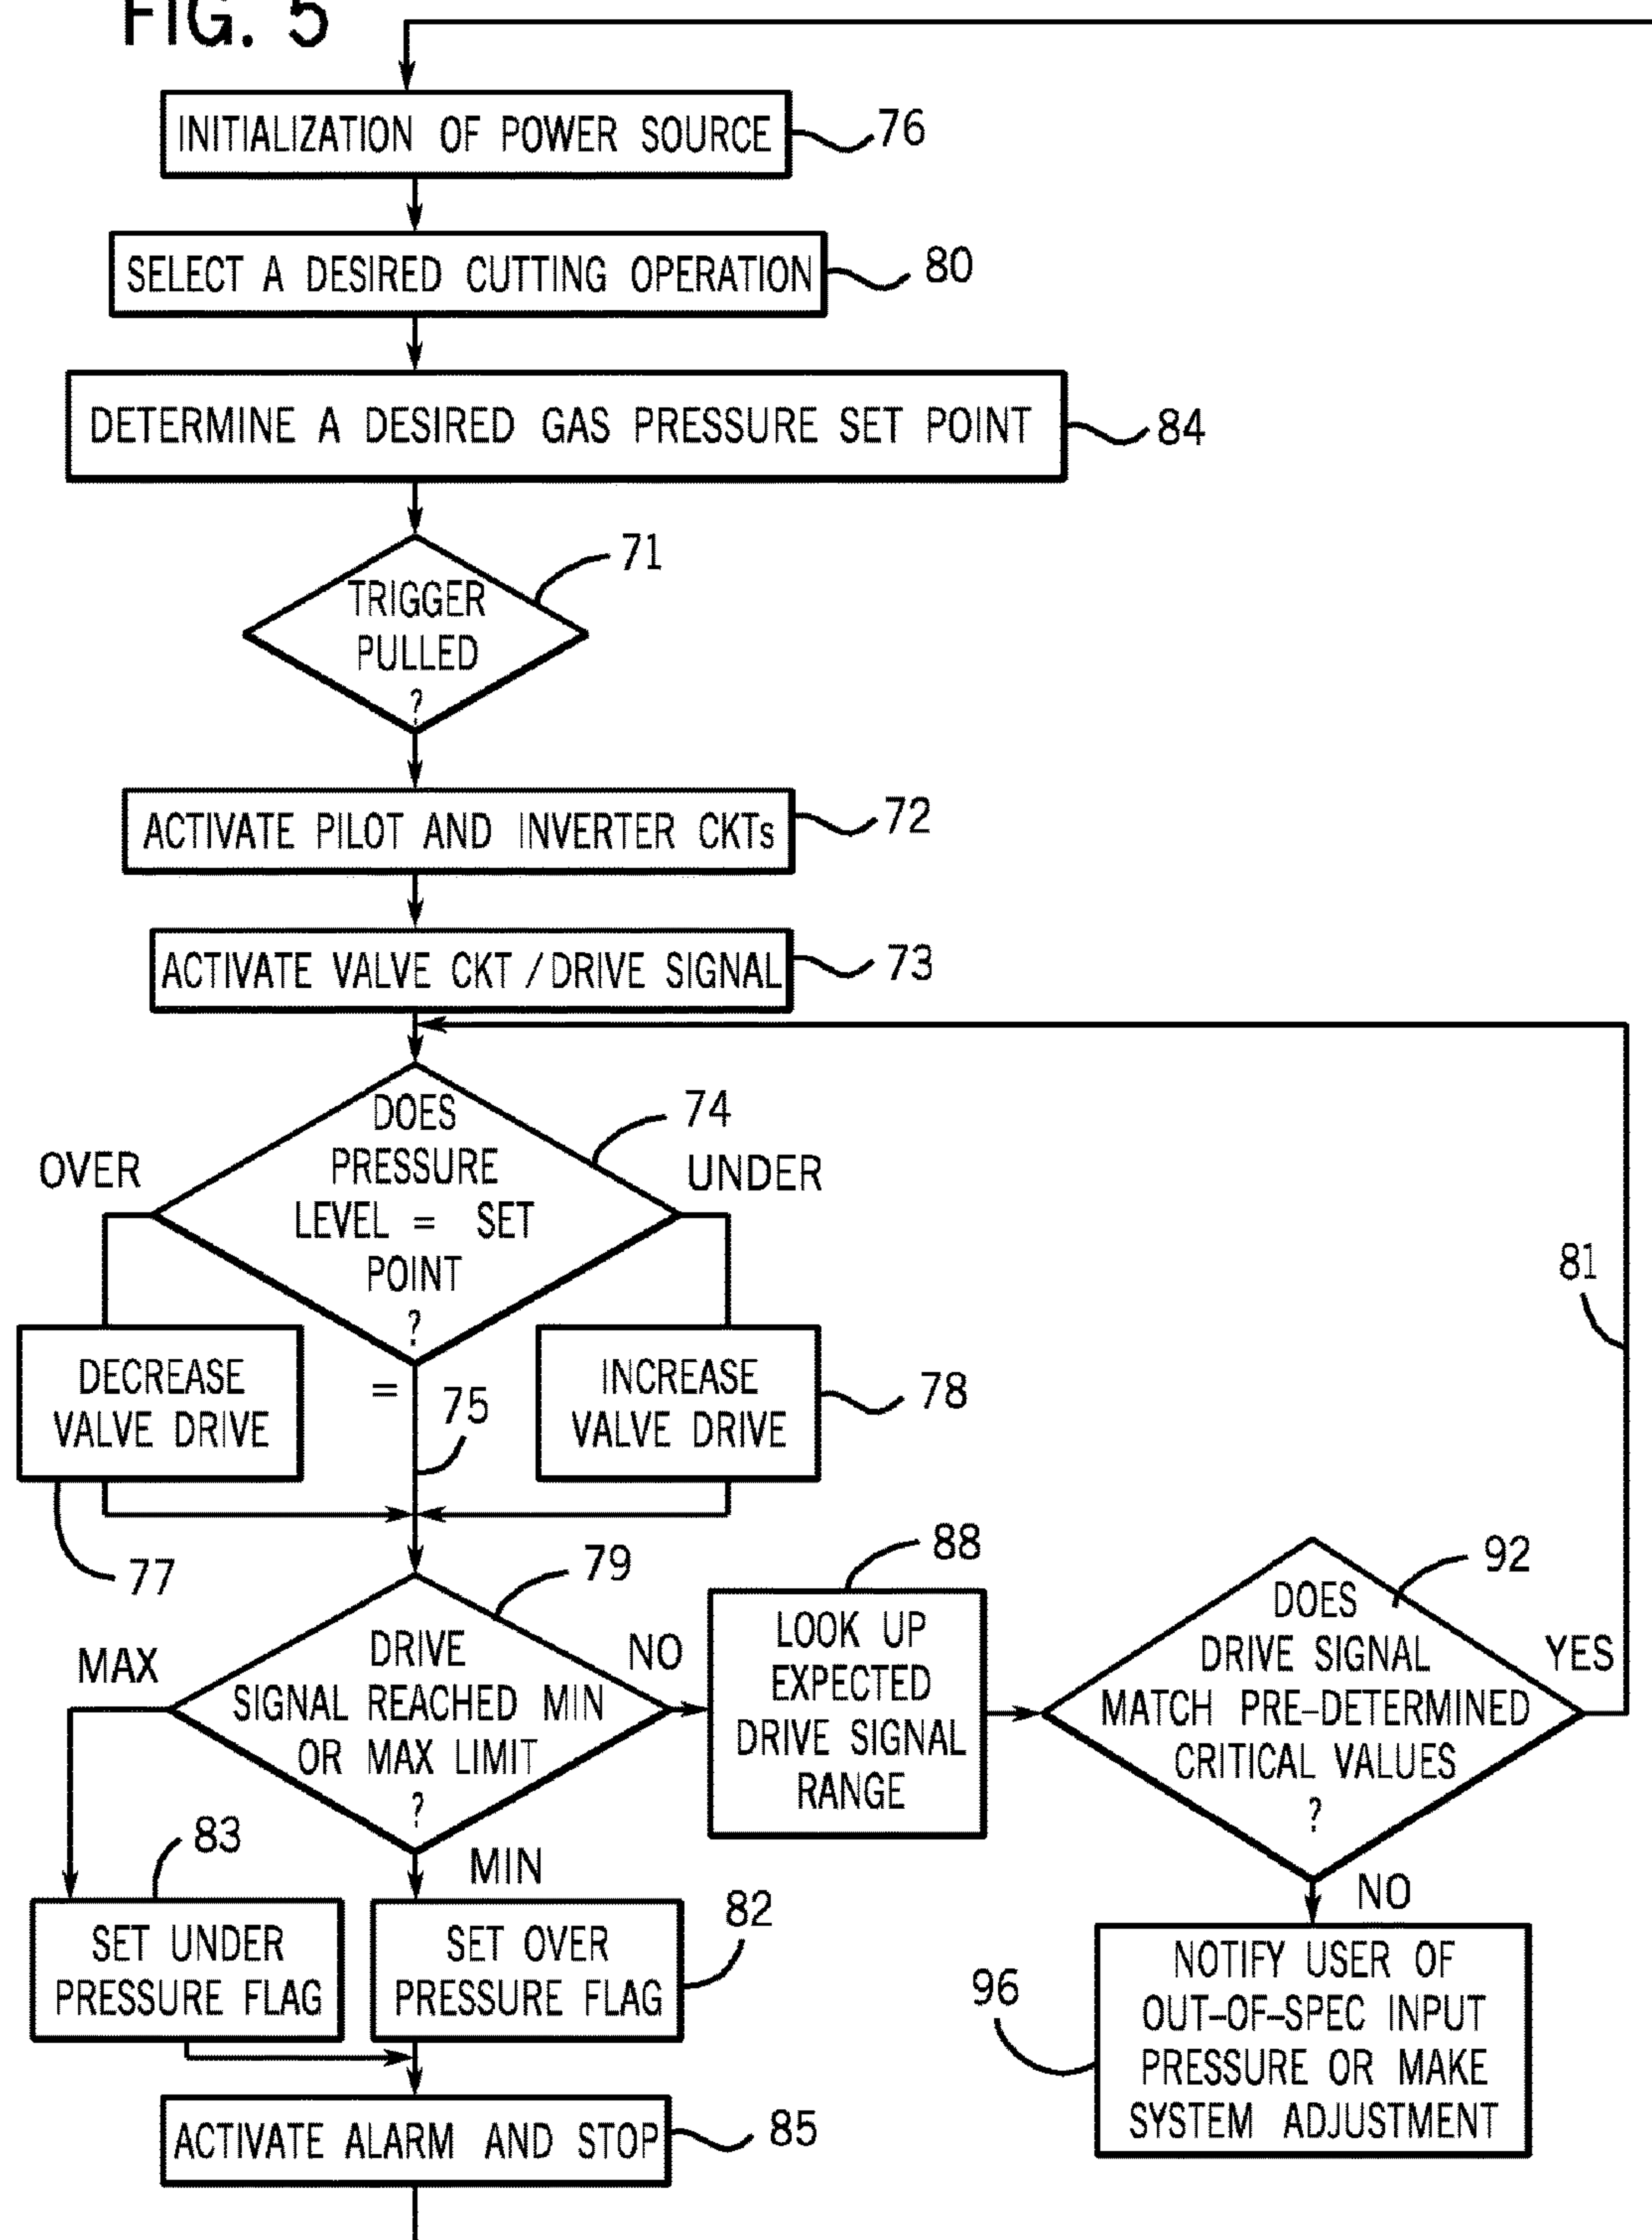 FIG. 5
INITIALIZATION OF POWER SOURCE
76
SELECT A DESIRED CUTTING OPERATION
80
DETERMINE A DESIRED GAS PRESSURE SET POINT
84
71
TRIGGER
PULLED
?
ACTIVATE PILOT AND INVERTER CKTs
72
ACTIVATE VALVE CKT / DRIVE SIGNAL
73
74
DOES
PRESSURE
LEVEL = SET
POINT
?
OVER
UNDER
81
DECREASE
VALVE DRIVE
77
=
75
INCREASE
VALVE DRIVE
78
79
DRIVE
SIGNAL REACHED MIN
OR MAX LIMIT
?
MAX
NO
MIN
88
LOOK UP
EXPECTED
DRIVE SIGNAL
RANGE
92
DOES
DRIVE SIGNAL
MATCH PRE-DETERMINED
CRITICAL VALUES
?
YES
NO
83
SET UNDER
PRESSURE FLAG
SET OVER
PRESSURE FLAG
82
96
NOTIFY USER OF
OUT-OF-SPEC INPUT
PRESSURE OR MAKE
SYSTEM ADJUSTMENT
ACTIVATE ALARM AND STOP
85